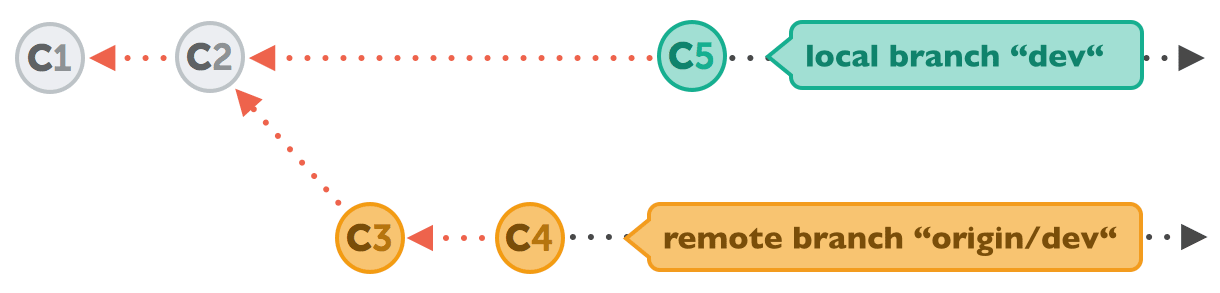 C1
C2
C5
local branch “dev“
C3
C4
remote branch “origin/dev“